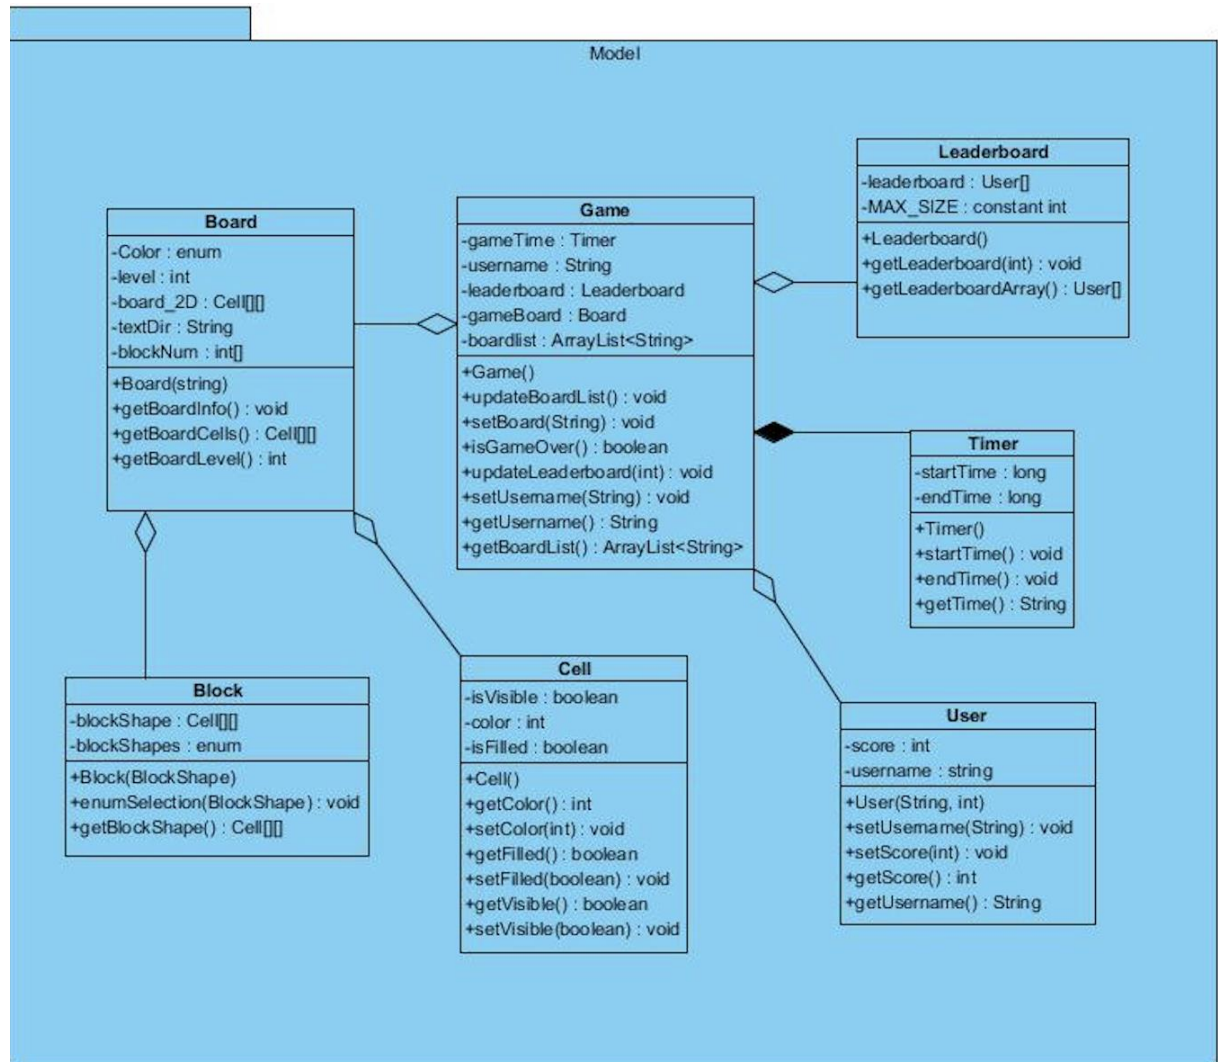 Model
Leaderboard
-leaderboard : User[]
-MAX_SIZE : constant int
+Leaderboard()
+getLeaderboard(int) : void
+getLeaderboardArray() : User[]
Board
-Color : enum
-level : int
-board_2D : Cell[][]
-textDir : String
-blockNum : int[]
+Board(string)
+getBoardInfo() : void
+getBoardCells() : Cell[][]
+getBoardLevel() : int
Game
-gameTime : Timer
-username : String
-leaderboard : Leaderboard
-gameBoard : Board
-boardlist : ArrayList<String>
+Game()
+updateBoardList() : void
+setBoard(String) : void
+isGameOver() : boolean
+updateLeaderboard(int) : void
+setUsername(String) : void
+getUsername() : String
+getBoardList() : ArrayList<String>
Timer
-startTime : long
-endTime : long
+Timer()
+startTime() : void
+endTime() : void
+getTime() : String
Block
-blockShape : Cell[][]
-blockShapes : enum
+Block(BlockShape)
+enumSelection(BlockShape) : void
+getBlockShape() : Cell[][]
Cell
-isVisible : boolean
-color : int
-isFilled : boolean
+Cell()
+getColor() : int
+setColor(int) : void
+getFilled() : boolean
+setFilled(boolean) : void
+getVisible() : boolean
+setVisible(boolean) : void
User
-score : int
-username : string
+User(String, int)
+setUsername(String) : void
+setScore(int) : void
+getScore() : int
+getUsername() : String